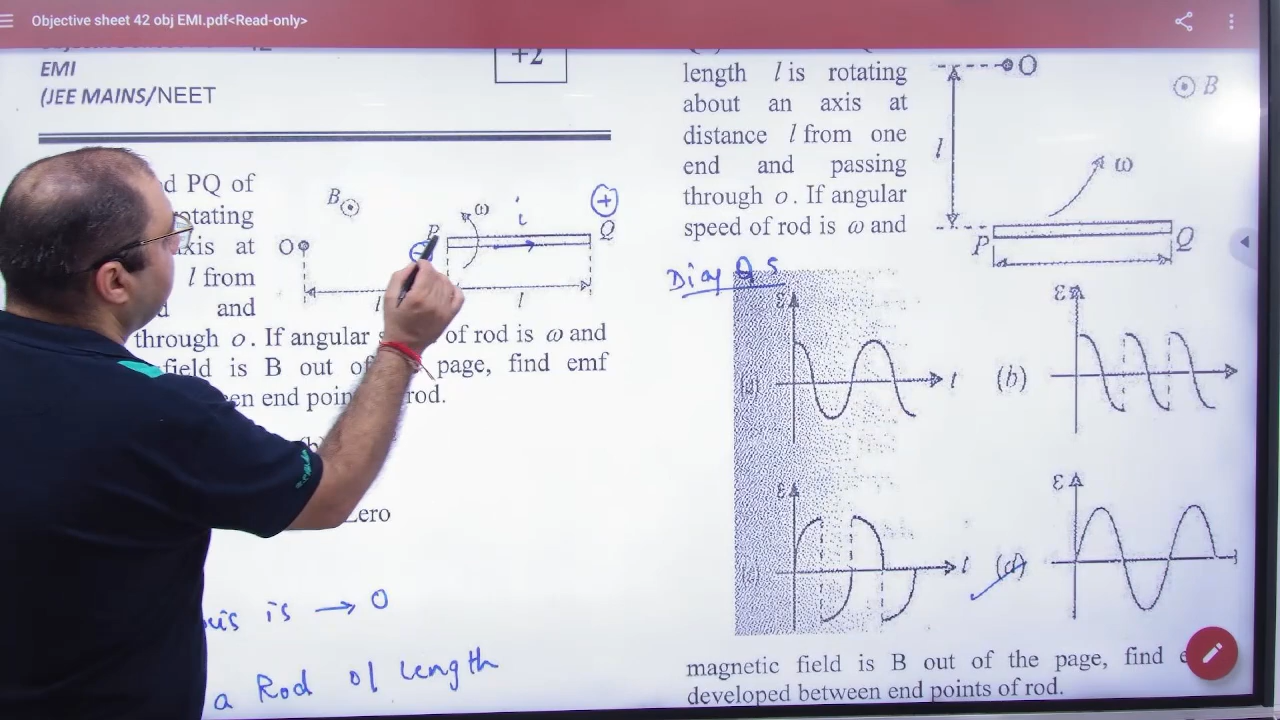 Objective sheet 42 obj EMI.pdf<Read-only>
+2
EMI
(JEE MAINS/NEET
d PQ of
otating
axis at
l from
and
through o. If angular
of rod is ω and
field is B out of
page, find emf
en end poin
rod.
Zero
B
O
P
ω
i
+
Q
l
is → O
a Rod of length
length l is rotating
about an axis at
distance l from one
end and passing
through o. If angular
speed of rod is ω and
O
B
l
ω
P
Q
Diag Q 5
ε
t
(b)
ε
ε
t
(d)
ε
magnetic field is B out of the page, find e
developed between end points of rod.